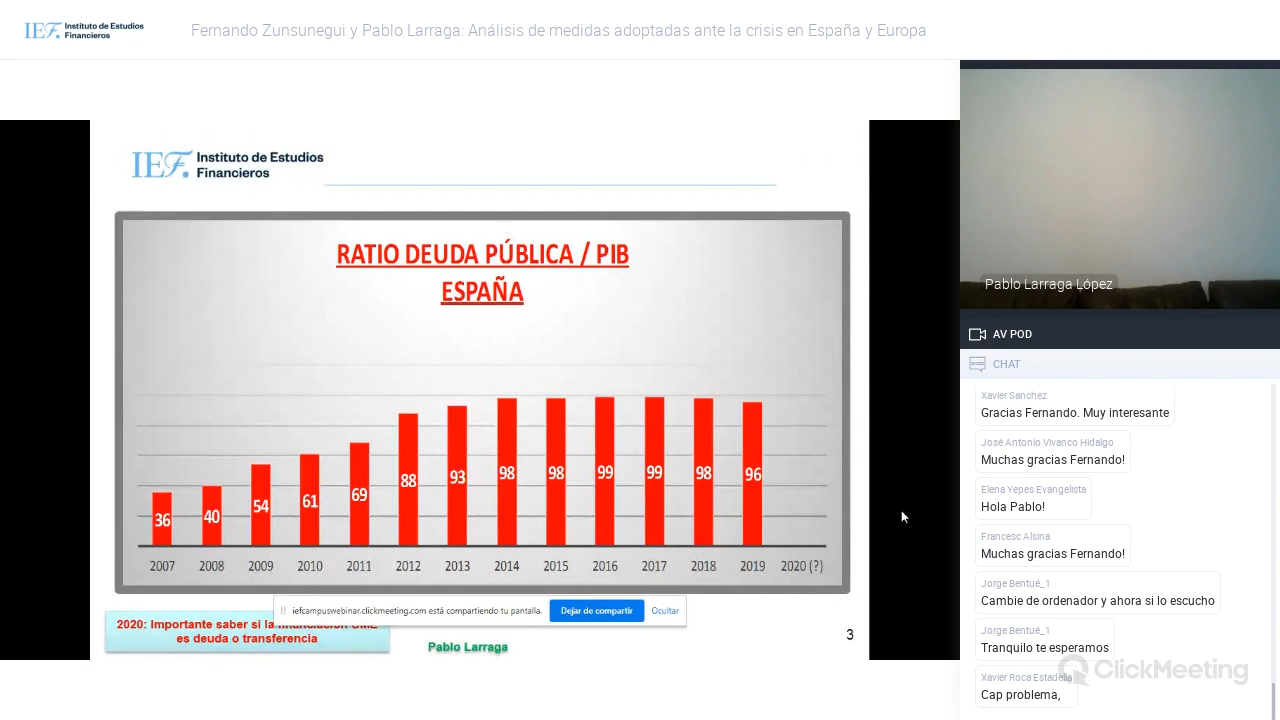 IEF. Instituto de Estudios
Financieros
Fernando Zunsunegui y Pablo Larraga: Análisis de medidas adoptadas ante la crisis en España y Europa
IEF. Instituto de Estudios
Financieros
RATIO DEUDA PÚBLICA / PIB
ESPAÑA
36 40 54 61 69 88 93 98 98 99 99 98 96
2007 2008 2009 2010 2011 2012 2013 2014 2015 2016 2017 2018 2019 2020 (?)
iefcampuswebinar.clickmeeting.com está compartiendo tu pantalla. Dejar de compartir Ocultar
2020: Importante saber si la
es deuda o transferencia
Pablo Larraga
3
Pablo Larraga López
AV POD
CHAT
Xavier Sanchez
Gracias Fernando. Muy interesante
José Antonio Vivanco Hidalgo
Muchas gracias Fernando!
Elena Yepes Evangelista
Hola Pablo!
Francesc Alsina
Muchas gracias Fernando!
Jorge Bentué_1
Cambie de ordenador y ahora si lo escucho
Jorge Bentué_1
Tranquilo te esperamos
Xavier Roca Estadella
Cap problema,
ClickMeeting